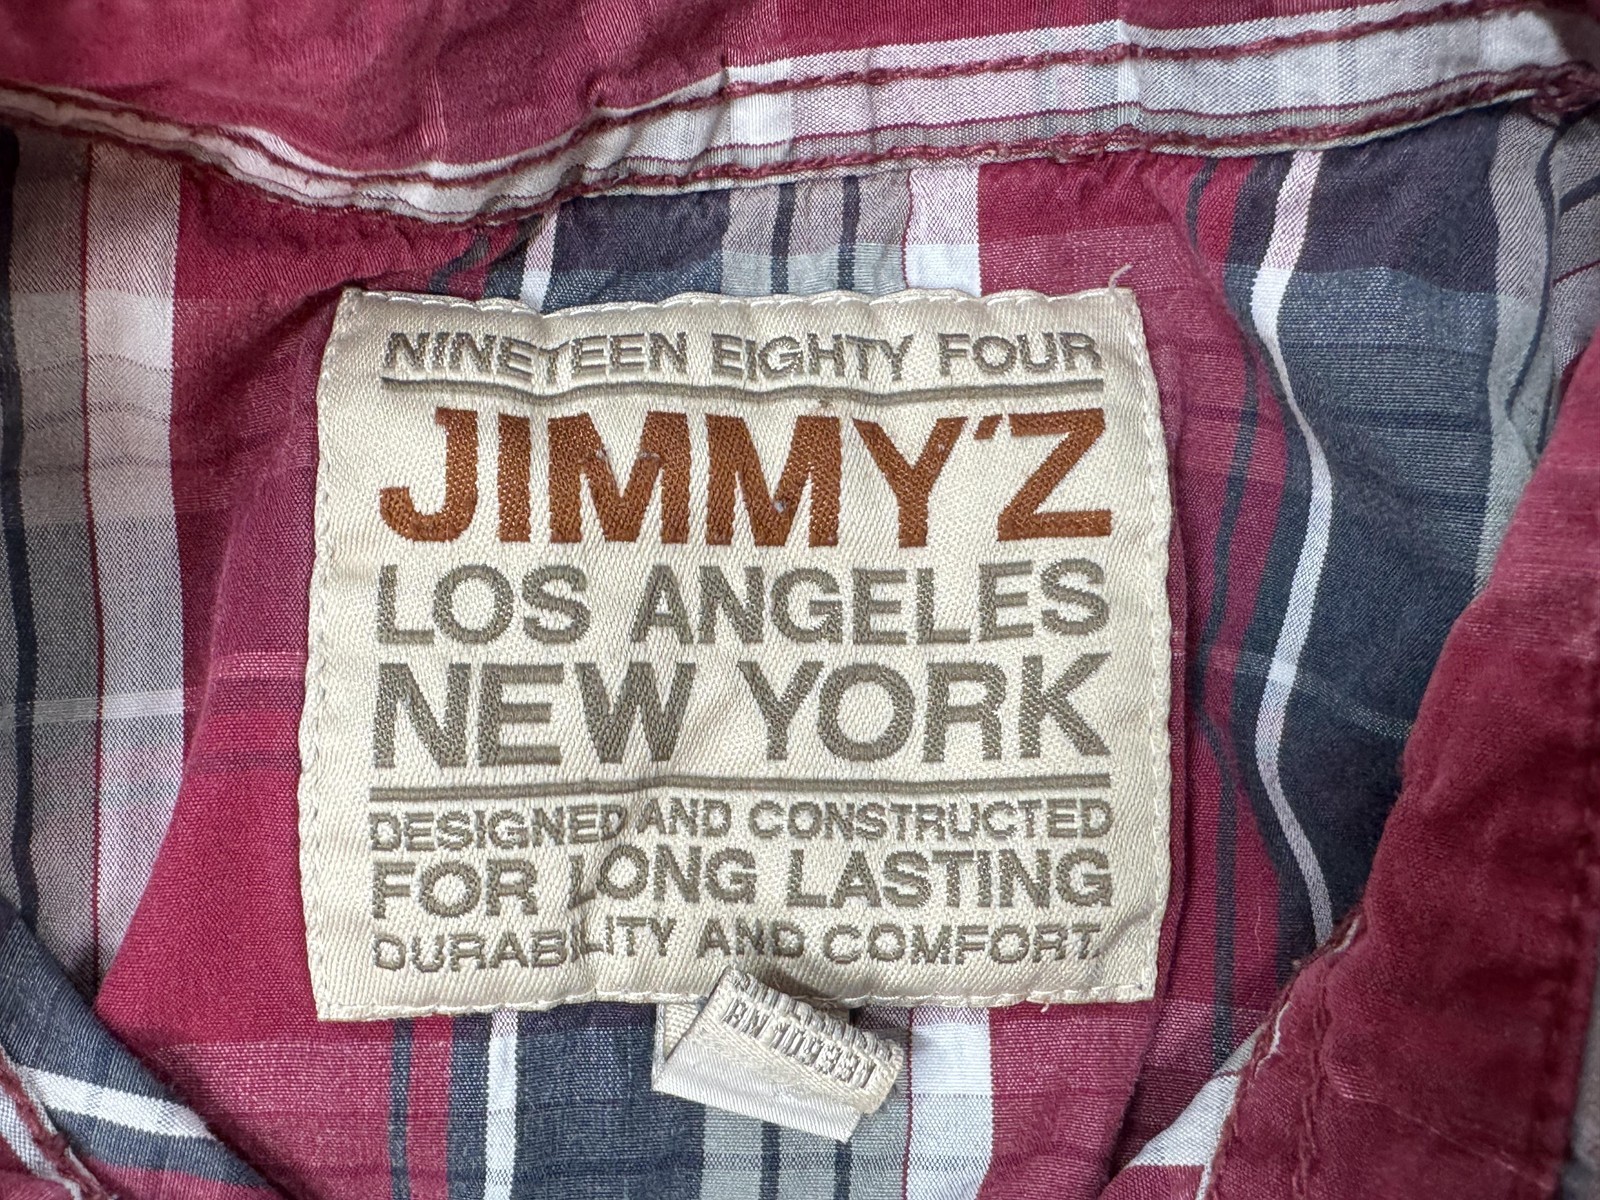 NINETEEN EIGHTY FOUR
JIMMY'Z
LOS ANGELES
NEW YORK
DESIGNED AND CONSTRUCTED
FOR LONG LASTING
DURABILITY AND COMFORT.